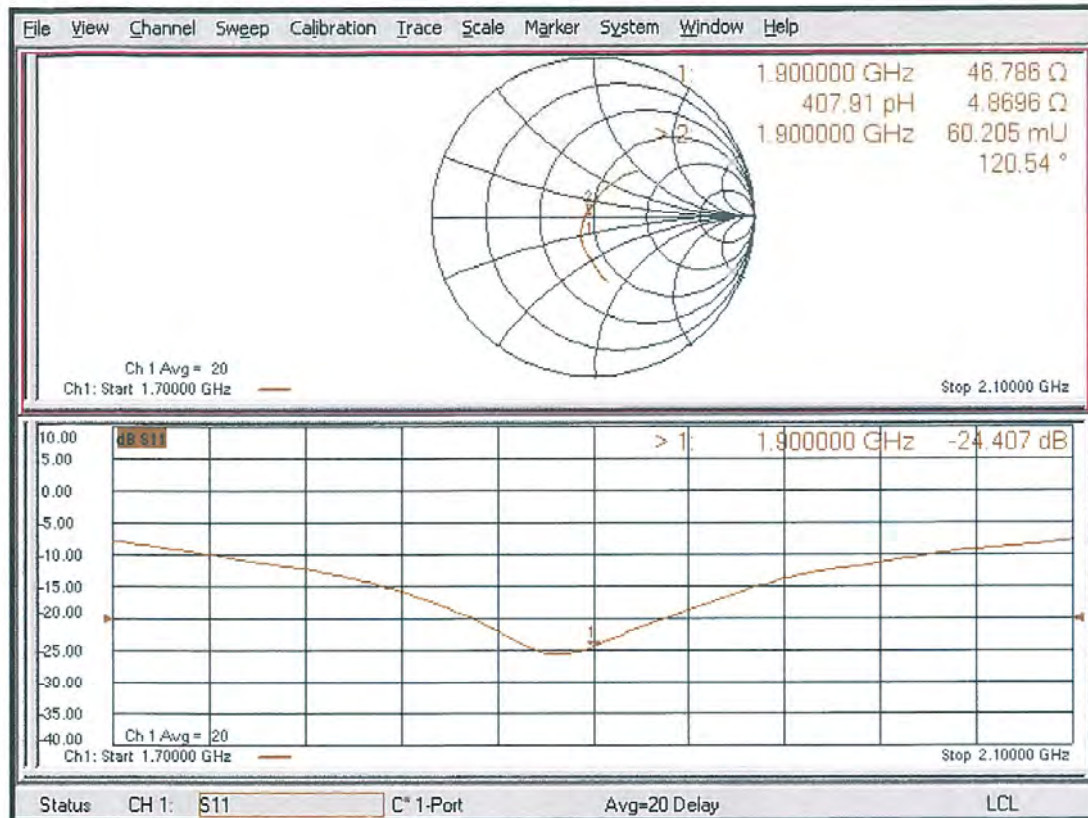 File View Channel Sweep Calibration Trace Scale Marker System Window Help
1: 1.900000 GHz 46.786 Ω
407.91 pH 4.8696 Ω
> 2: 1.900000 GHz 60.205 mU
120.54 °
2
1
Ch 1 Avg = 20
Ch1: Start 1.70000 GHz Stop 2.10000 GHz
10.00 dB S11 > 1: 1.900000 GHz -24.407 dB
5.00
0.00
-5.00
-10.00
-15.00
-20.00
1
-25.00
-30.00
-35.00
-40.00 Ch 1 Avg = 20
Ch1: Start 1.70000 GHz Stop 2.10000 GHz
Status CH 1: S11 C* 1-Port Avg=20 Delay LCL